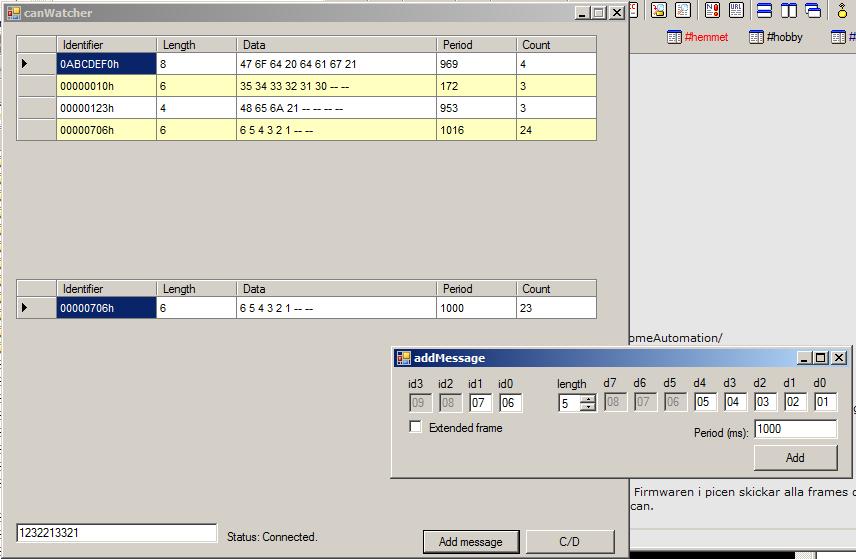 canWatcher
Identifier Length Data Period Count
0ABCDEF0h 8 47 6F 64 20 64 61 67 21 969 4
00000010h 6 35 34 33 32 31 30 -- -- 172 3
00000123h 4 48 65 6A 21 -- -- -- -- 953 3
00000706h 6 6 5 4 3 2 1 -- -- 1016 24
Identifier Length Data Period Count
00000706h 6 6 5 4 3 2 1 -- -- 1000 23
1232213321 Status: Connected. Add message C/D
URL
#hemmet #hobby #
omeAutomation/
addMessage
id3 id2 id1 id0 length d7 d6 d5 d4 d3 d2 d1 d0
09 08 07 06 5 08 07 06 05 04 03 02 01
Extended frame Period (ms): 1000
Add
Firmwaren i picen skickar alla frames
can.